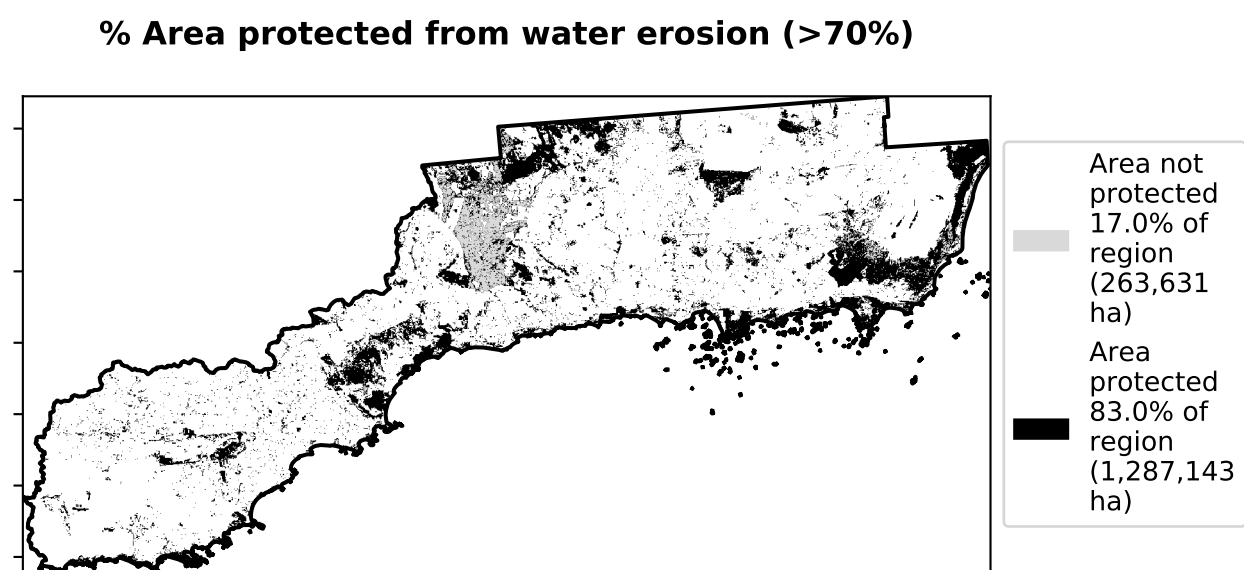 % Area protected from water erosion (>70%)
Area not
protected
17.0% of
region
(263,631
ha)
Area
protected
83.0% of
region
(1,287,143
ha)